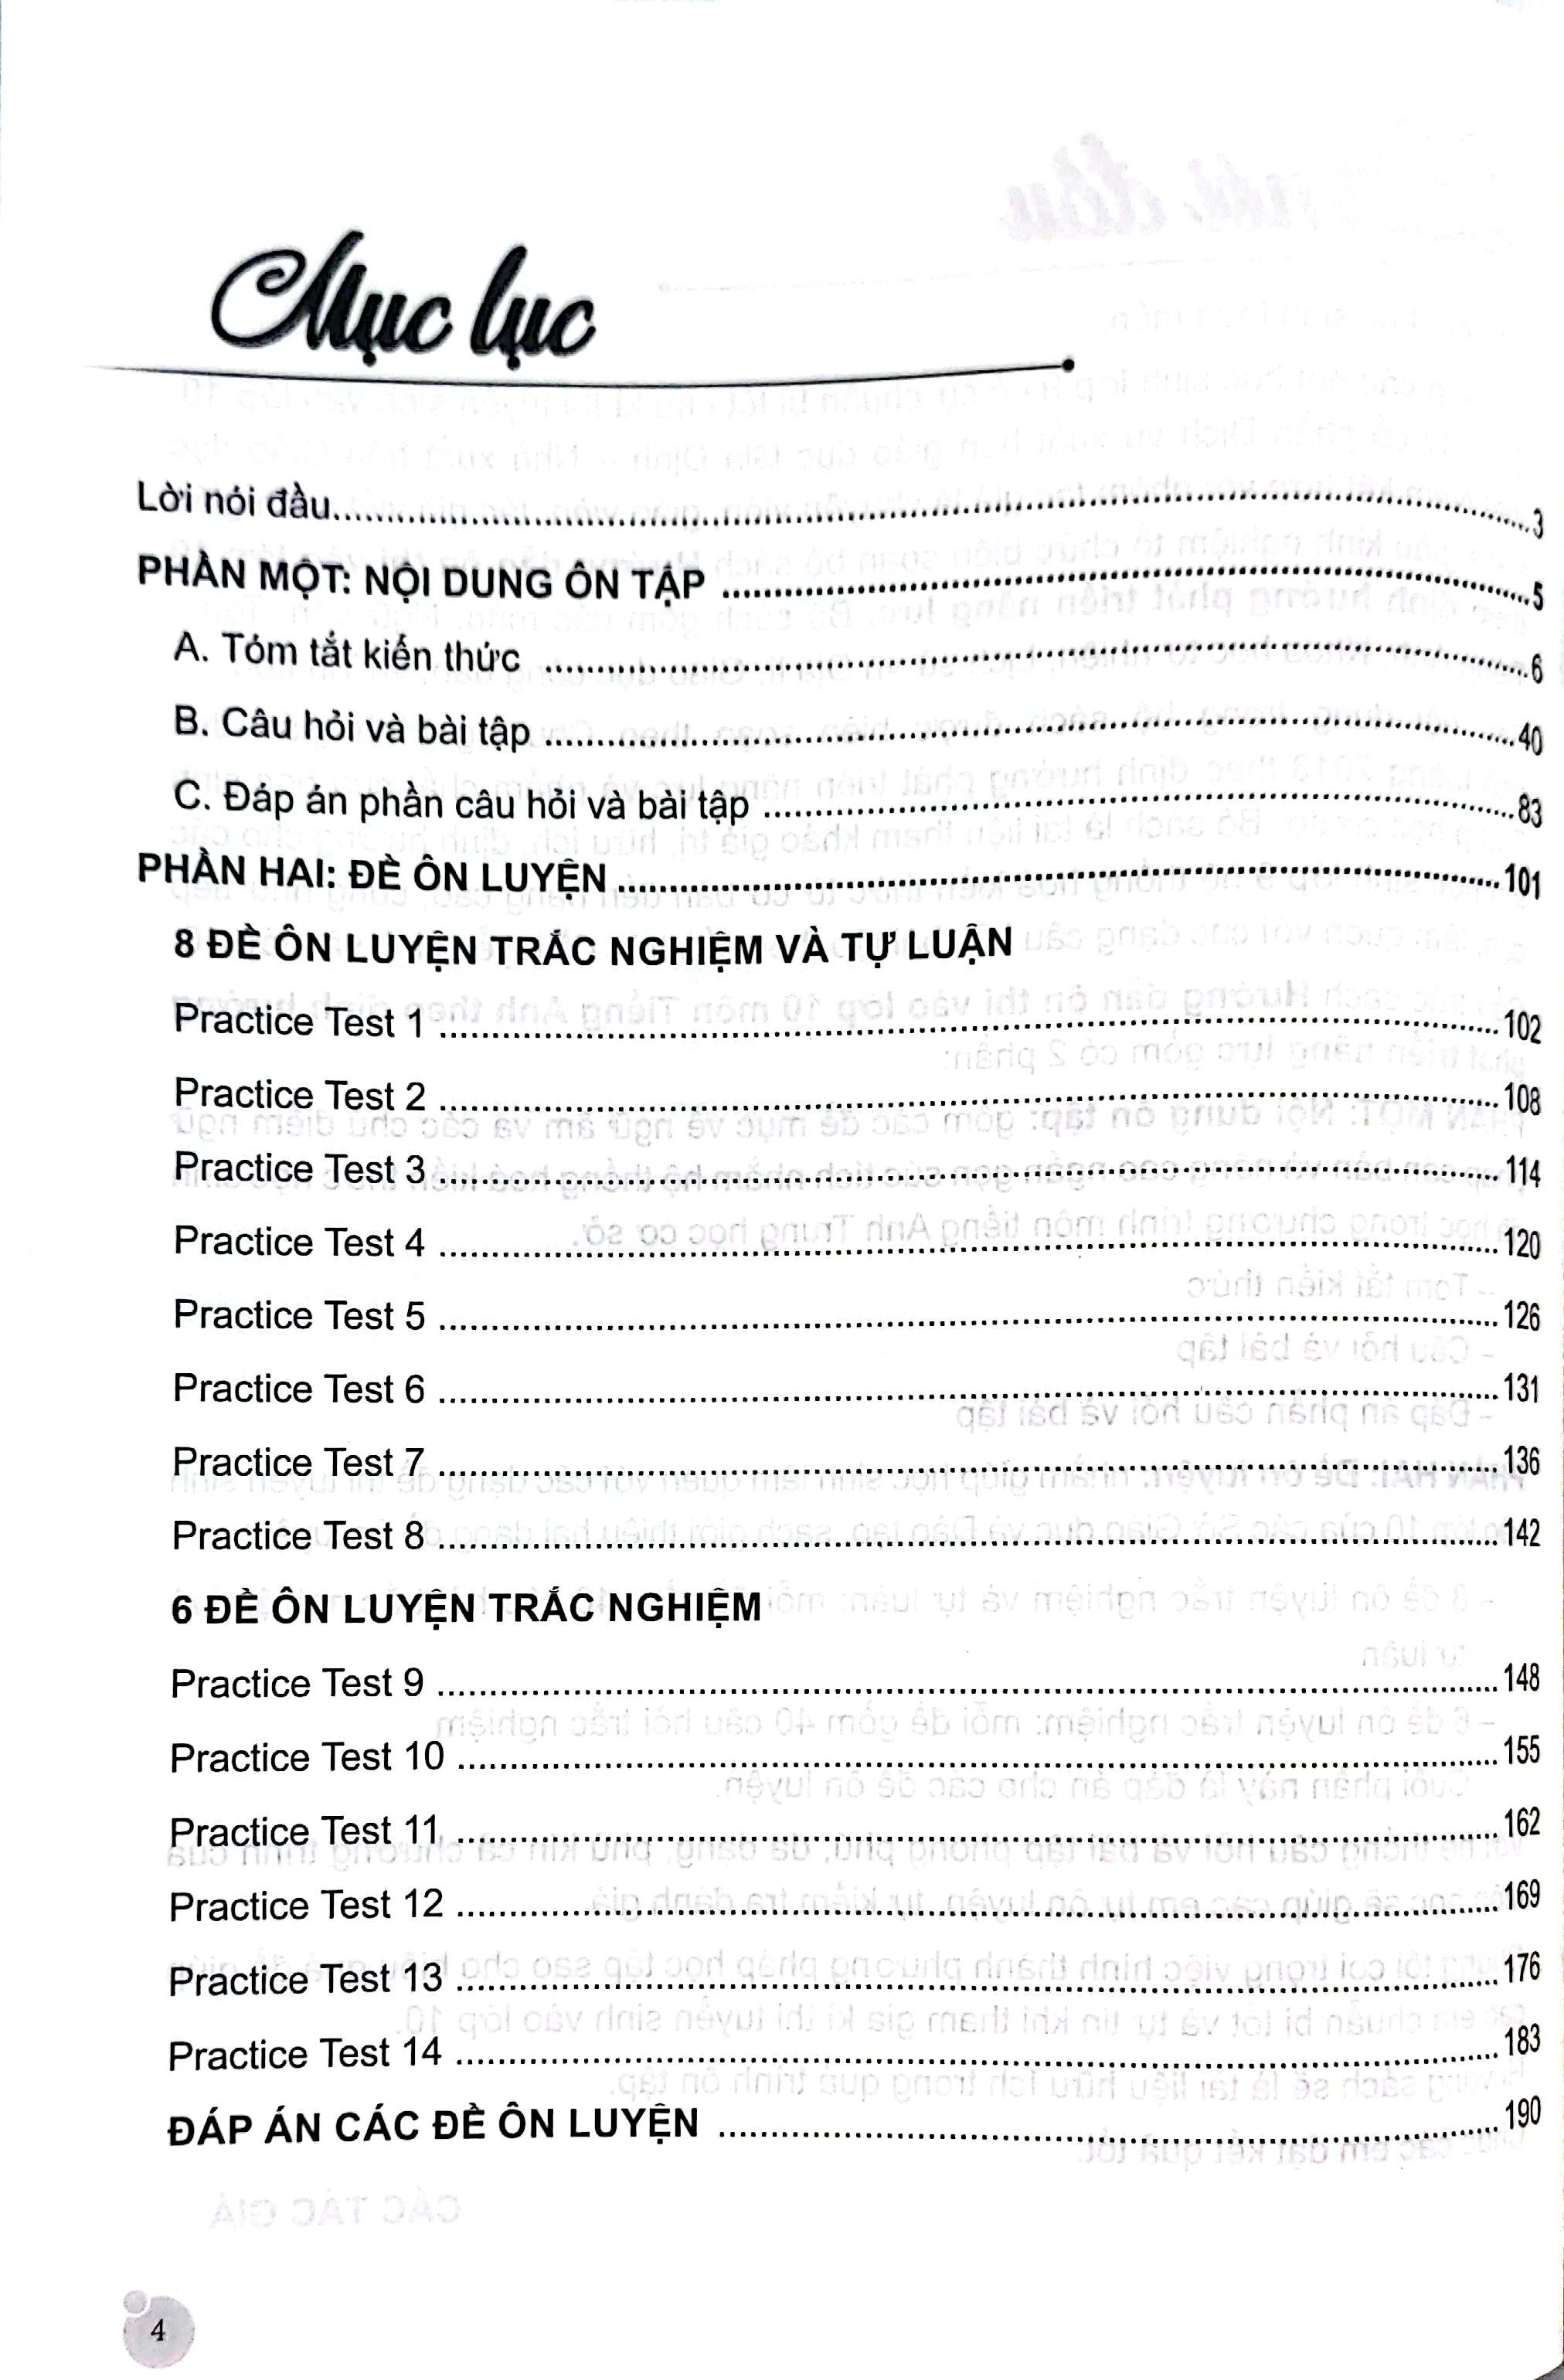 Mục lục
Lời nói đầu........3
PHẦN MỘT: NỘI DUNG ÔN TẬP ........5
A. Tóm tắt kiến thức ........6
B. Câu hỏi và bài tập ........40
C. Đáp án phần câu hỏi và bài tập ........83
PHẦN HAI: ĐỀ ÔN LUYỆN ........101
8 ĐỀ ÔN LUYỆN TRẮC NGHIỆM VÀ TỰ LUẬN
Practice Test 1 ........102
Practice Test 2 ........108
Practice Test 3 ........114
Practice Test 4 ........120
Practice Test 5 ........126
Practice Test 6 ........131
Practice Test 7 ........136
Practice Test 8 ........142
6 ĐỀ ÔN LUYỆN TRẮC NGHIỆM
Practice Test 9 ........148
Practice Test 10 ........155
Practice Test 11 ........162
Practice Test 12 ........169
Practice Test 13 ........176
Practice Test 14 ........183
ĐÁP ÁN CÁC ĐỀ ÔN LUYỆN ........190
4